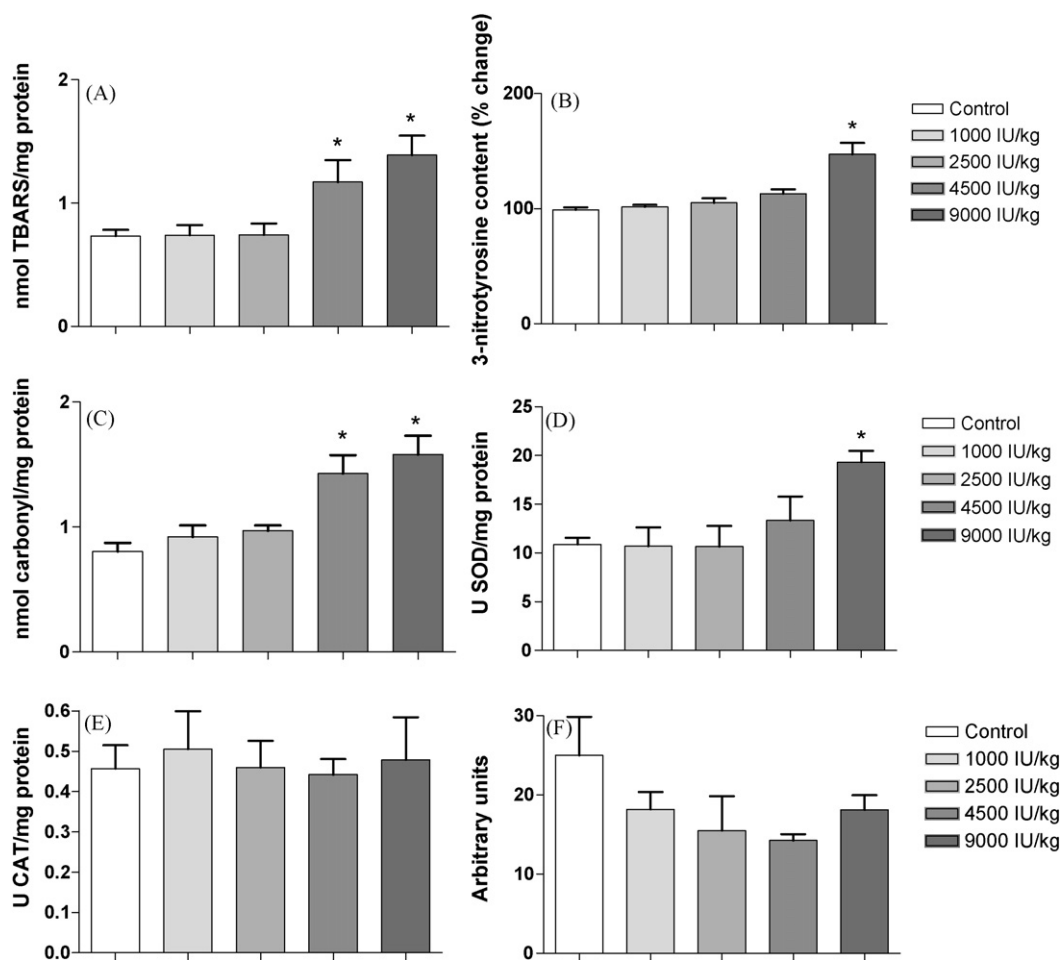 (A)
nmol TBARS/mg protein
2
1
0
*
*
(B)
3-nitrotyrosine content (% change)
200
100
0
*
Control
1000 IU/kg
2500 IU/kg
4500 IU/kg
9000 IU/kg
(C)
nmol carbonyl/mg protein
2
1
0
*
*
(D)
U SOD/mg protein
25
20
15
10
5
0
*
Control
1000 IU/kg
2500 IU/kg
4500 IU/kg
9000 IU/kg
(E)
U CAT/mg protein
0.6
0.5
0.4
0.3
0.2
0.1
0.0
(F)
Arbitrary units
30
20
10
0
Control
1000 IU/kg
2500 IU/kg
4500 IU/kg
9000 IU/kg